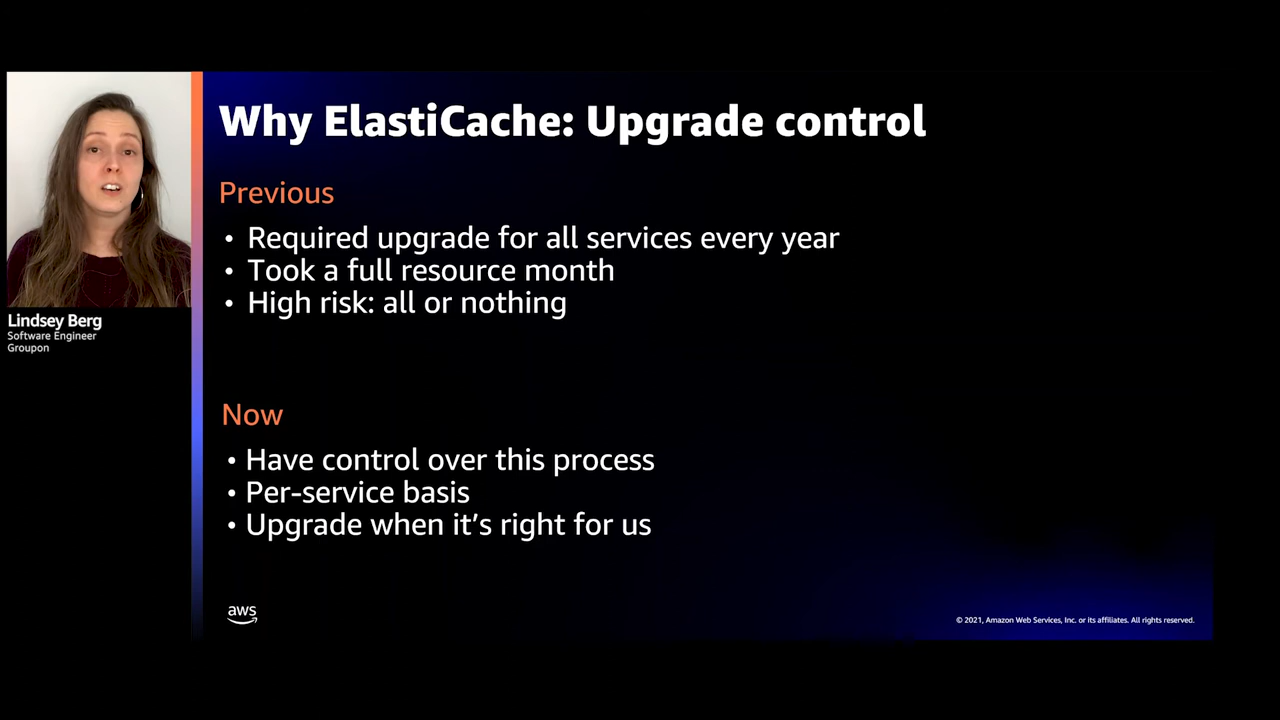 Why ElastiCache: Upgrade control
Previous
• Required upgrade for all services every year
• Took a full resource month
• High risk: all or nothing
Lindsey Berg
Software Engineer
Groupon
Now
• Have control over this process
• Per-service basis
• Upgrade when it’s right for us
aws
© 2021, Amazon Web Services, Inc. or its affiliates. All rights reserved.